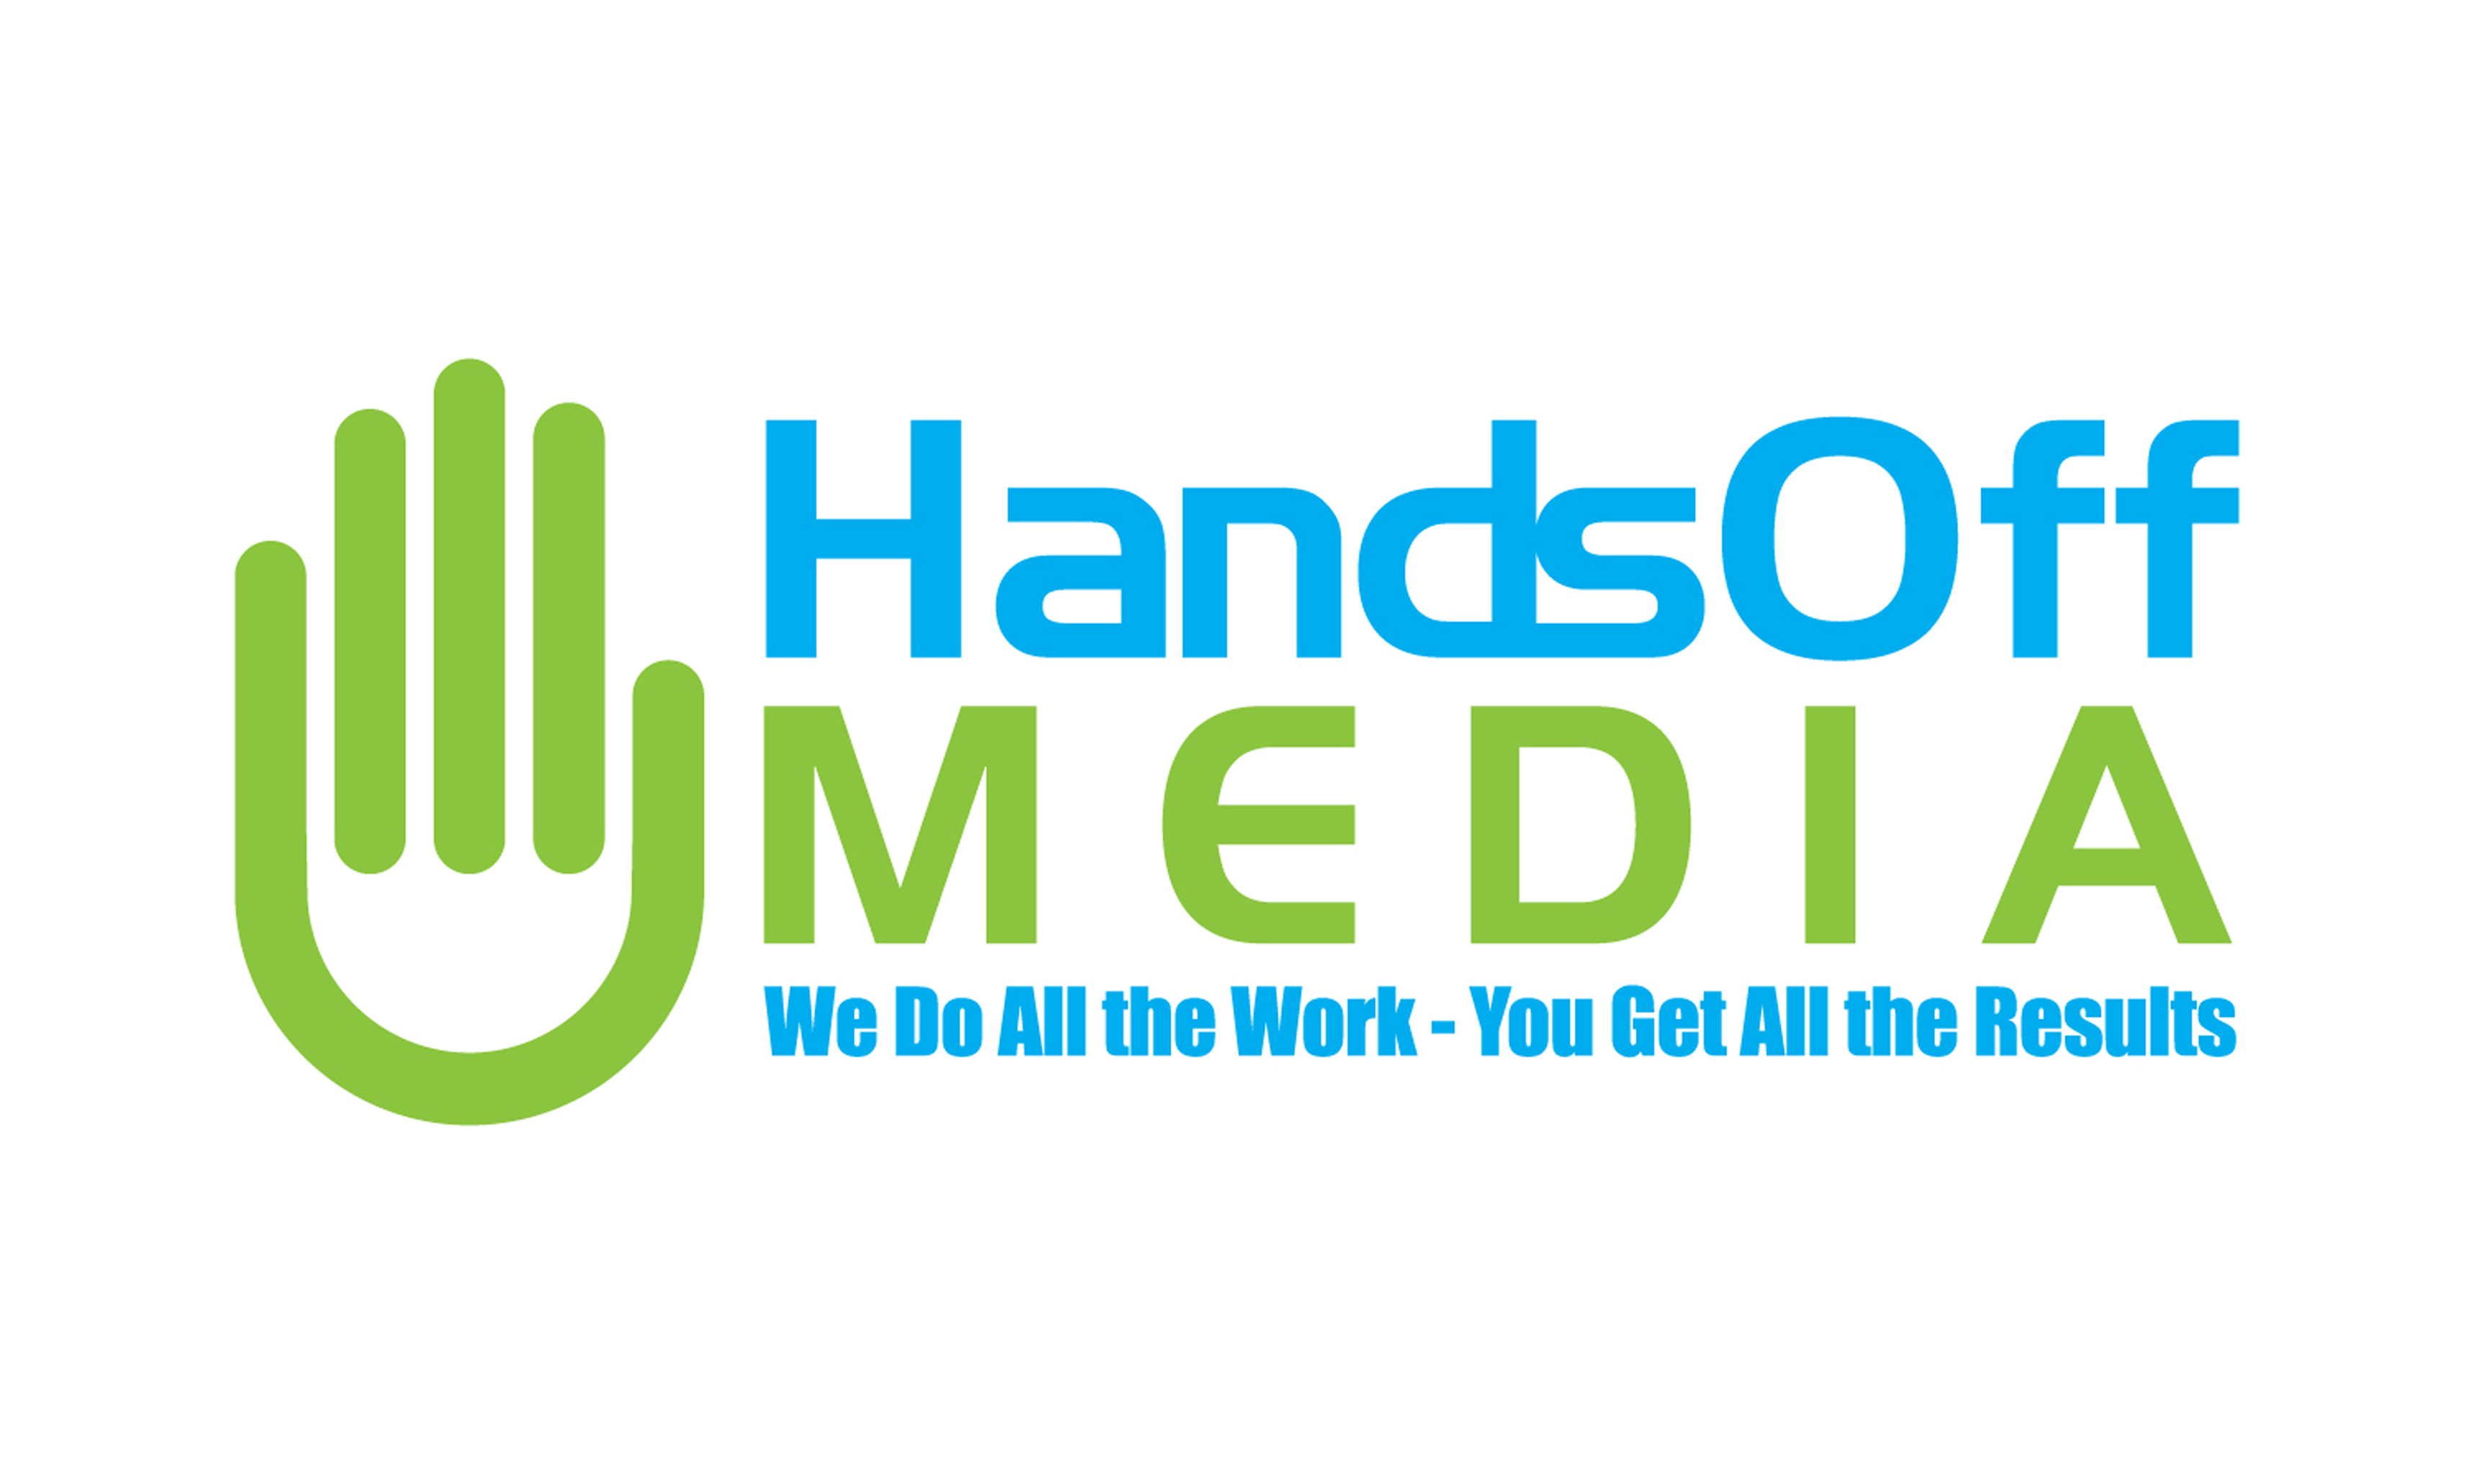 HandsOff
MEDIA
We Do All the Work - You Get All the Results